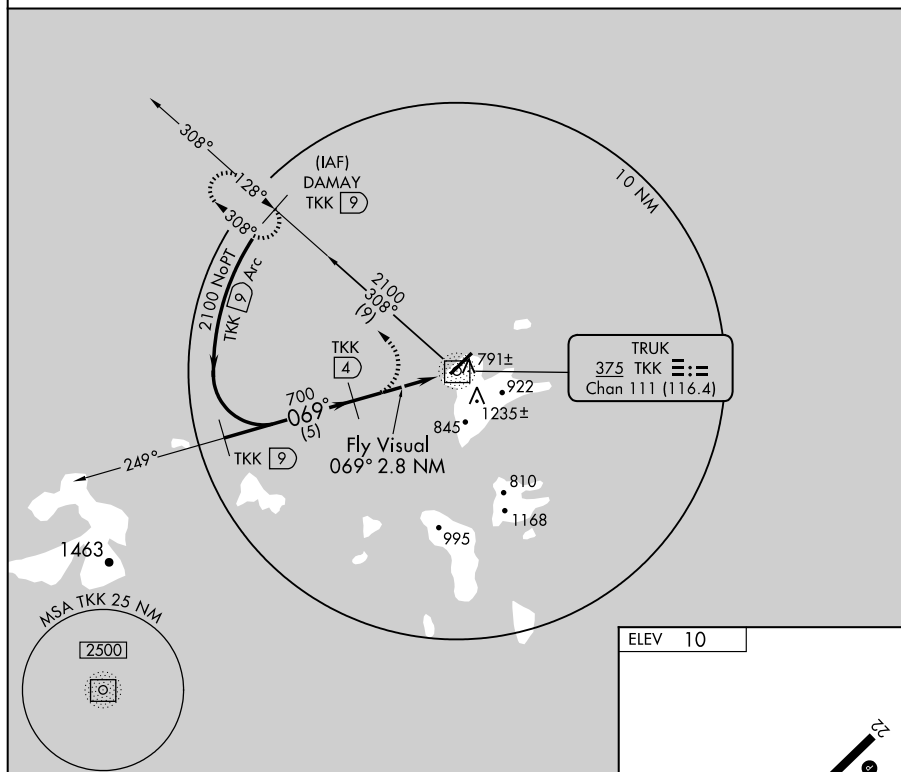 308°
(IAF)
DAMAY
TKK 9
10 NM
128°
308°
2100 NoPT
TKK 9 Arc
2100
308°
(9)
TKK
4
791±
TRUK
375 TKK
Chan 111 (116.4)
922
1235±
845
700
069°
(5)
Fly Visual
069° 2.8 NM
TKK 9
249°
810
1168
995
1463
MSA TKK 25 NM
2500
ELEV 10
22
P